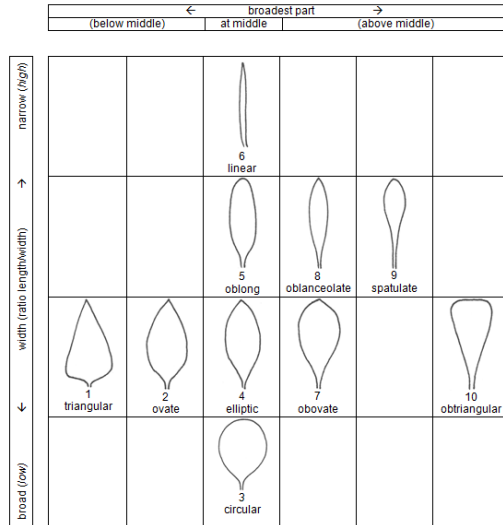 ← broadest part →
(below middle) at middle (above middle)
narrow (high)
↑
width (ratio length/width)
↓
broad (low)
6
linear
5
oblong
8
oblanceolate
9
spatulate
1
triangular
2
ovate
4
elliptic
7
obovate
10
obtriangular
3
circular